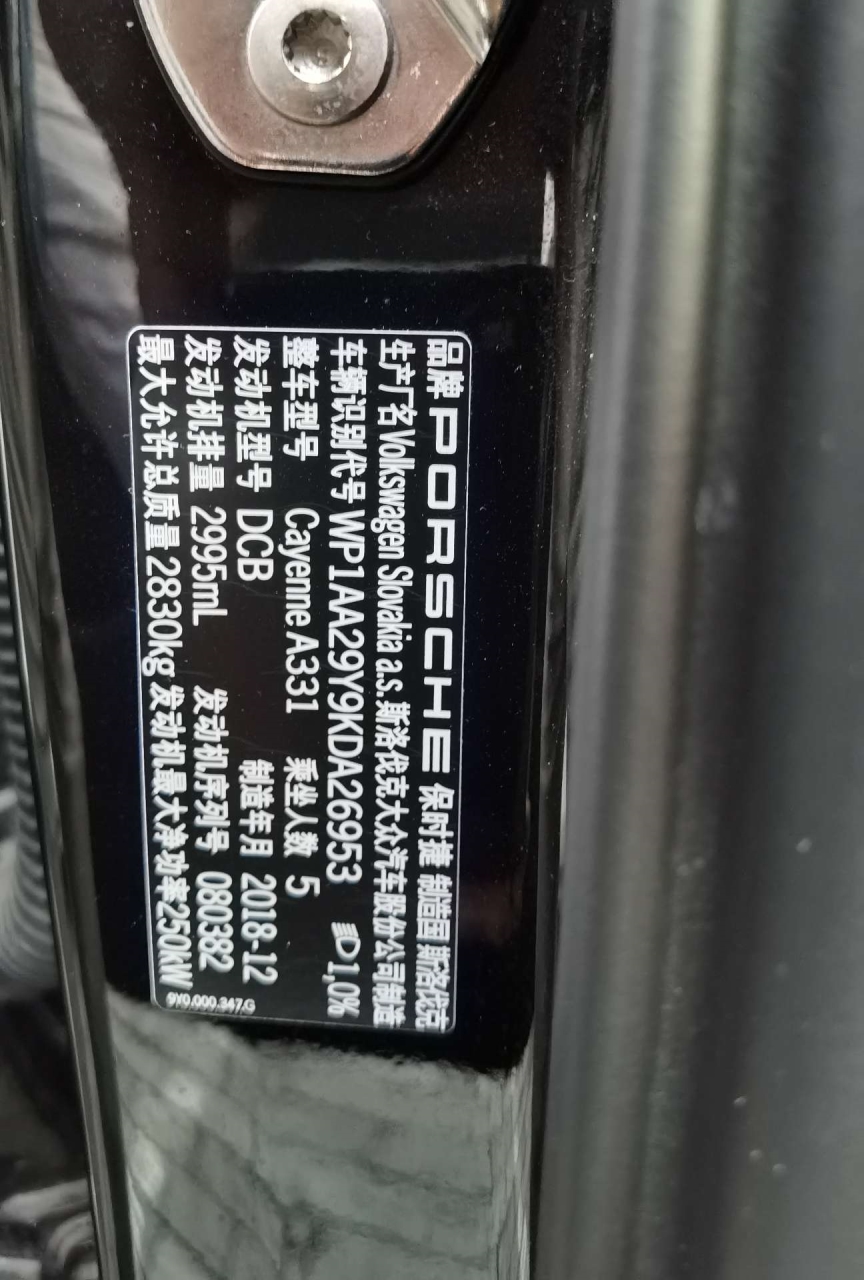 品牌 PORSCHE 保时捷 制造国 斯洛伐克
生产厂名 Volkswagen Slovakia a.s.斯洛伐克大众汽车股份公司制造
车辆识别代号 WP1AA29Y9KDA26953 1,0%
整车型号 Cayenne A331 乘坐人数 5
发动机型号 DCB 制造年月 2018-12
发动机排量 2995mL 发动机序列号 080382
最大允许总质量 2830kg 发动机最大净功率250kW
9Y0.000.347.G